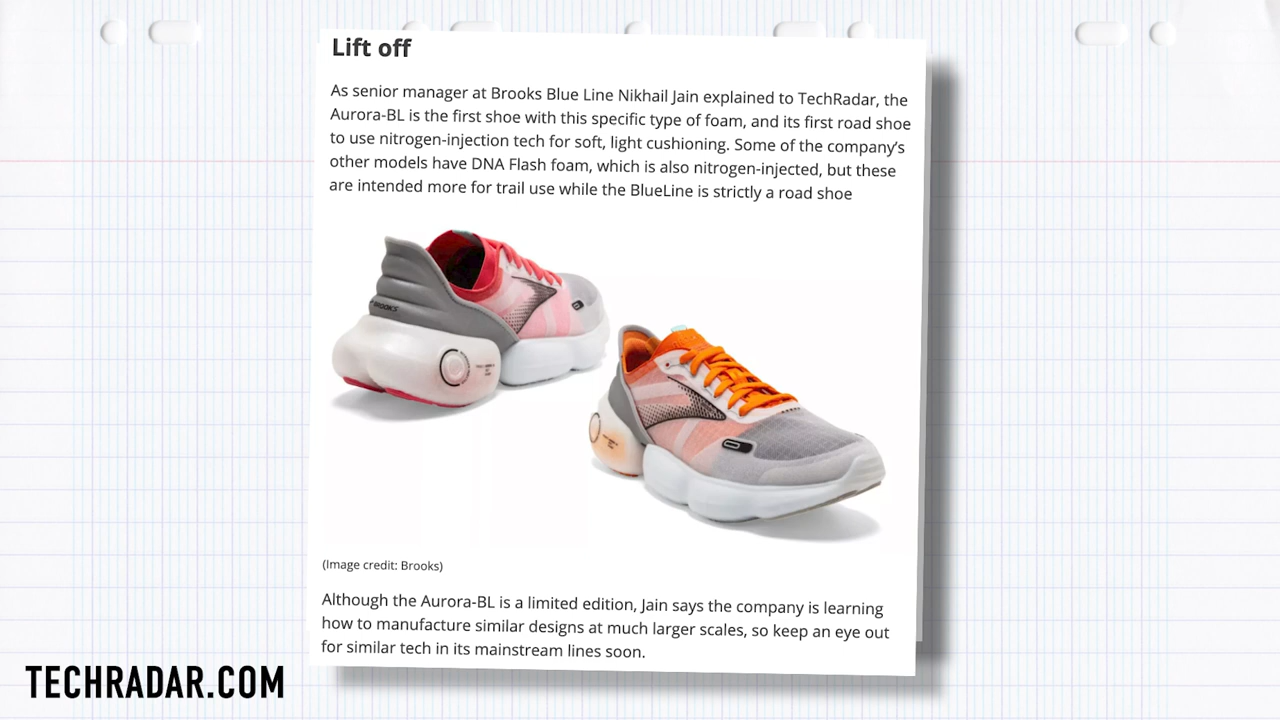 Lift off
As senior manager at Brooks Blue Line Nikhail Jain explained to TechRadar, the
Aurora-BL is the first shoe with this specific type of foam, and its first road shoe
to use nitrogen-injection tech for soft, light cushioning. Some of the company’s
other models have DNA Flash foam, which is also nitrogen-injected, but these
are intended more for trail use while the BlueLine is strictly a road shoe
BROOKS
(Image credit: Brooks)
Although the Aurora-BL is a limited edition, Jain says the company is learning
how to manufacture similar designs at much larger scales, so keep an eye out
for similar tech in its mainstream lines soon.
TECHRADAR.COM